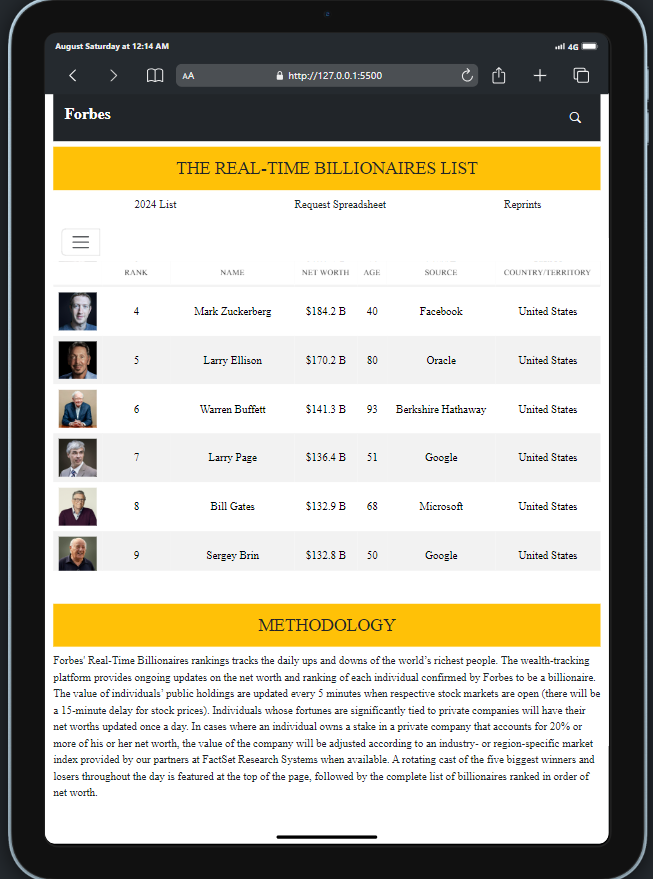 August Saturday at 12:14 AM
4G
AA
http://127.0.0.1:5500
Forbes
THE REAL-TIME BILLIONAIRES LIST
2024 List Request Spreadsheet Reprints
RANK NAME NET WORTH AGE SOURCE COUNTRY/TERRITORY
4 Mark Zuckerberg $184.2 B 40 Facebook United States
5 Larry Ellison $170.2 B 80 Oracle United States
6 Warren Buffett $141.3 B 93 Berkshire Hathaway United States
7 Larry Page $136.4 B 51 Google United States
8 Bill Gates $132.9 B 68 Microsoft United States
9 Sergey Brin $132.8 B 50 Google United States
METHODOLOGY
Forbes' Real-Time Billionaires rankings tracks the daily ups and downs of the world's richest people. The wealth-tracking
platform provides ongoing updates on the net worth and ranking of each individual confirmed by Forbes to be a billionaire.
The value of individuals' public holdings are updated every 5 minutes when respective stock markets are open (there will be
a 15-minute delay for stock prices). Individuals whose fortunes are significantly tied to private companies will have their
net worths updated once a day. In cases where an individual owns a stake in a private company that accounts for 20% or
more of his or her net worth, the value of the company will be adjusted according to an industry- or region-specific market
index provided by our partners at FactSet Research Systems when available. A rotating cast of the five biggest winners and
losers throughout the day is featured at the top of the page, followed by the complete list of billionaires ranked in order of
net worth.